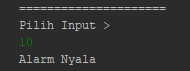 =====================
Pilih Input >
10
Alarm Nyala